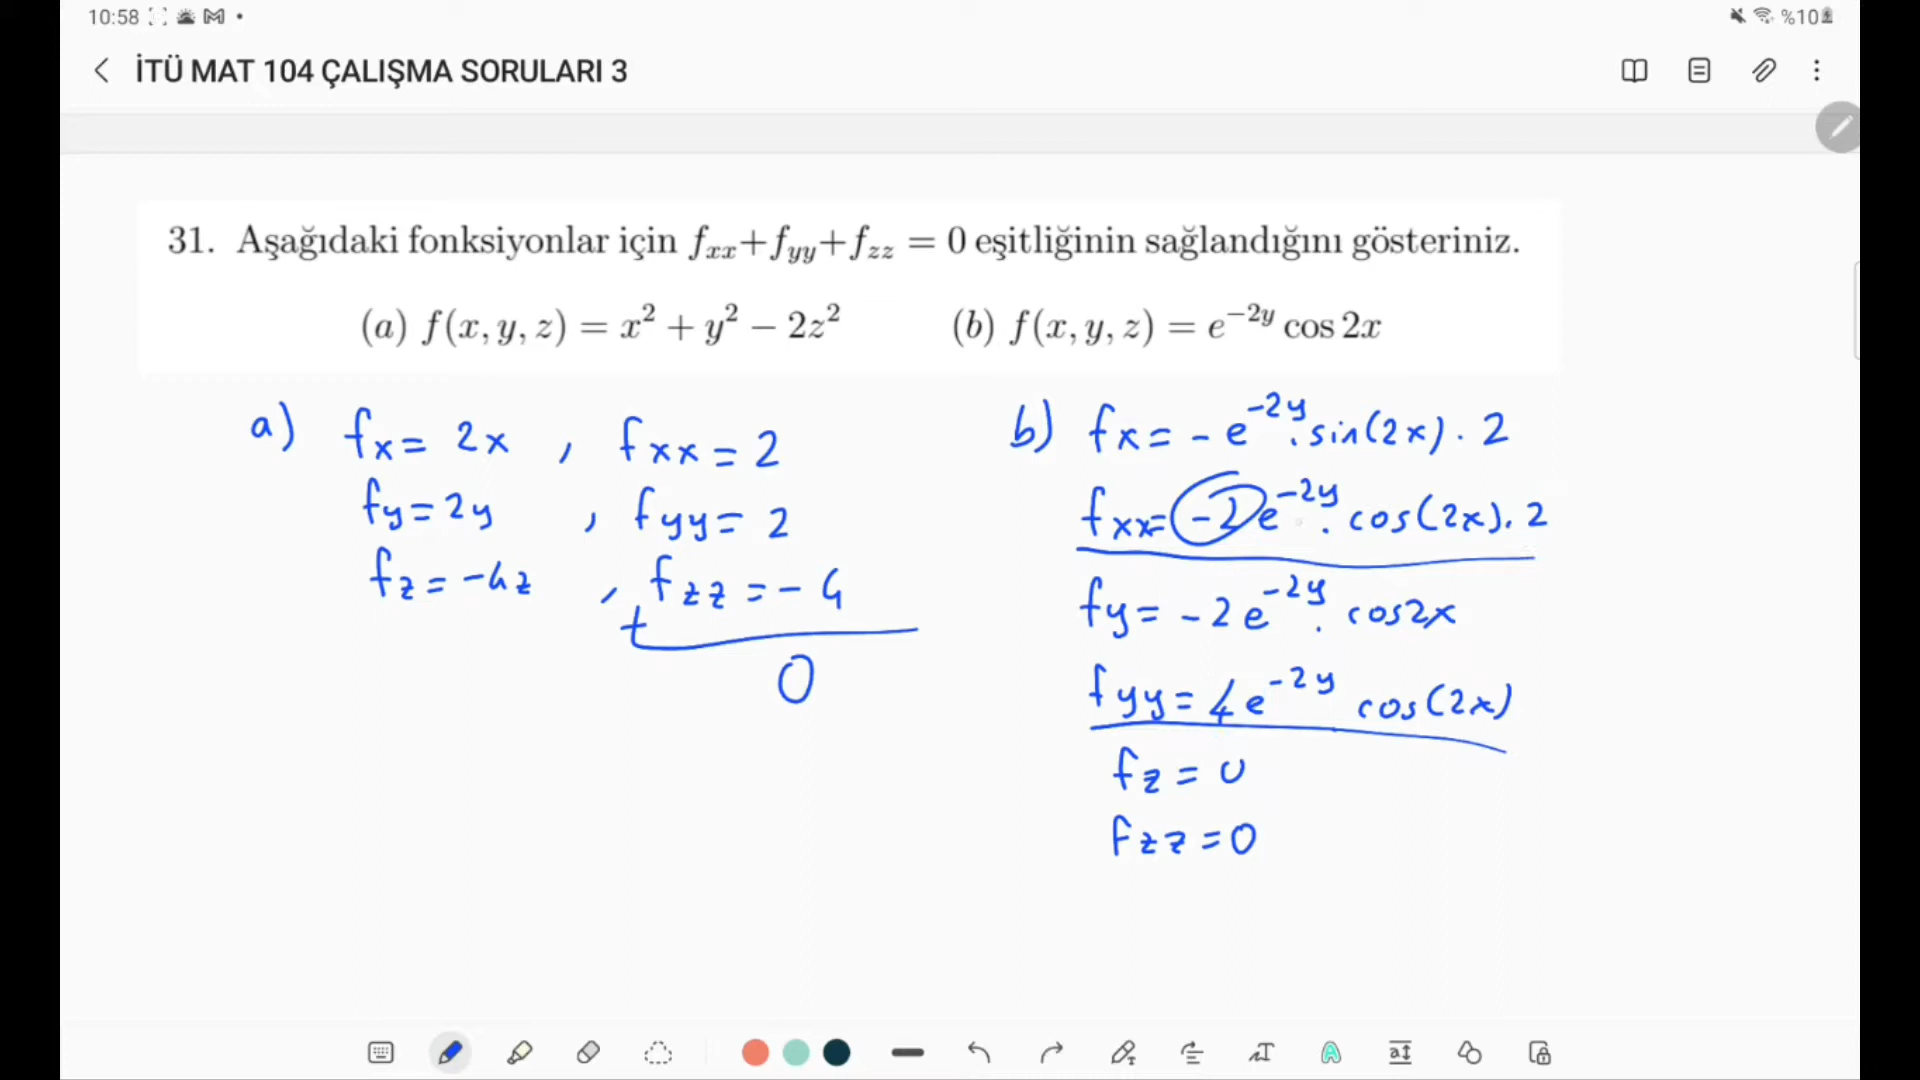 10:58
%10
İTÜ MAT 104 ÇALIŞMA SORULARI 3
31. Aşağıdaki fonksiyonlar için f_xx+f_yy+f_zz = 0 eşitliğinin sağlandığını gösteriniz.
(a) f(x, y, z) = x² + y² − 2z² (b) f(x, y, z) = e^{−2y} cos 2x
a) fx = 2x , fxx = 2
fy = 2y , fyy = 2
fz = -4z , fzz = -4
+
0
b) fx = -e^{-2y}.sin(2x).2
fxx = -2e^{-2y}.cos(2x).2
fy = -2e^{-2y}.cos2x
fyy = 4e^{-2y} cos(2x)
fz = 0
fzz = 0